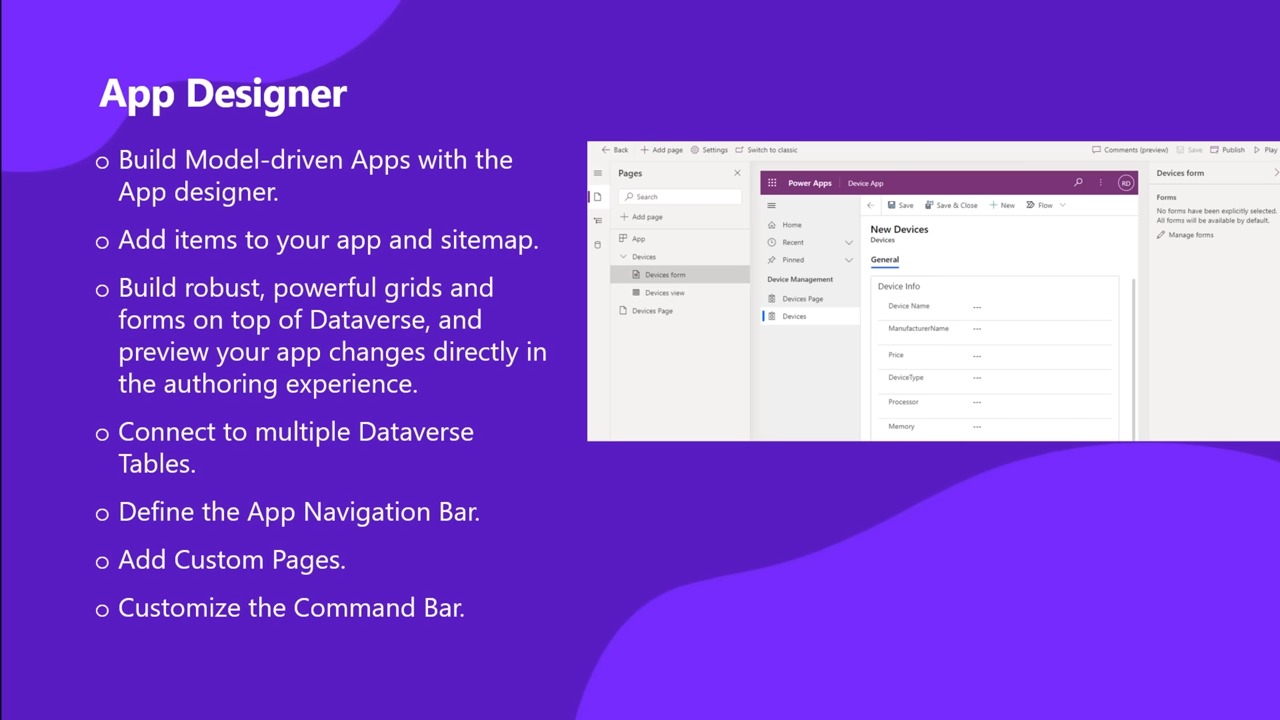 App Designer
o Build Model-driven Apps with the
App designer.
o Add items to your app and sitemap.
o Build robust, powerful grids and
forms on top of Dataverse, and
preview your app changes directly in
the authoring experience.
o Connect to multiple Dataverse
Tables.
o Define the App Navigation Bar.
o Add Custom Pages.
o Customize the Command Bar.
Back Add page Settings Switch to classic Comments (preview) Save Publish Play
Pages
Search
Add page
App
Devices
Devices form
Devices view
Devices Page
Power Apps Device App RD
Home
Recent
Pinned
Device Management
Devices Page
Devices
Save Save & Close New Flow
New Devices
Devices
General
Device Info
Device Name ---
ManufacturerName ---
Price ---
DeviceType ---
Processor ---
Memory ---
Devices form
Forms
No forms have been explicitly selected.
All forms will be available by default.
Manage forms